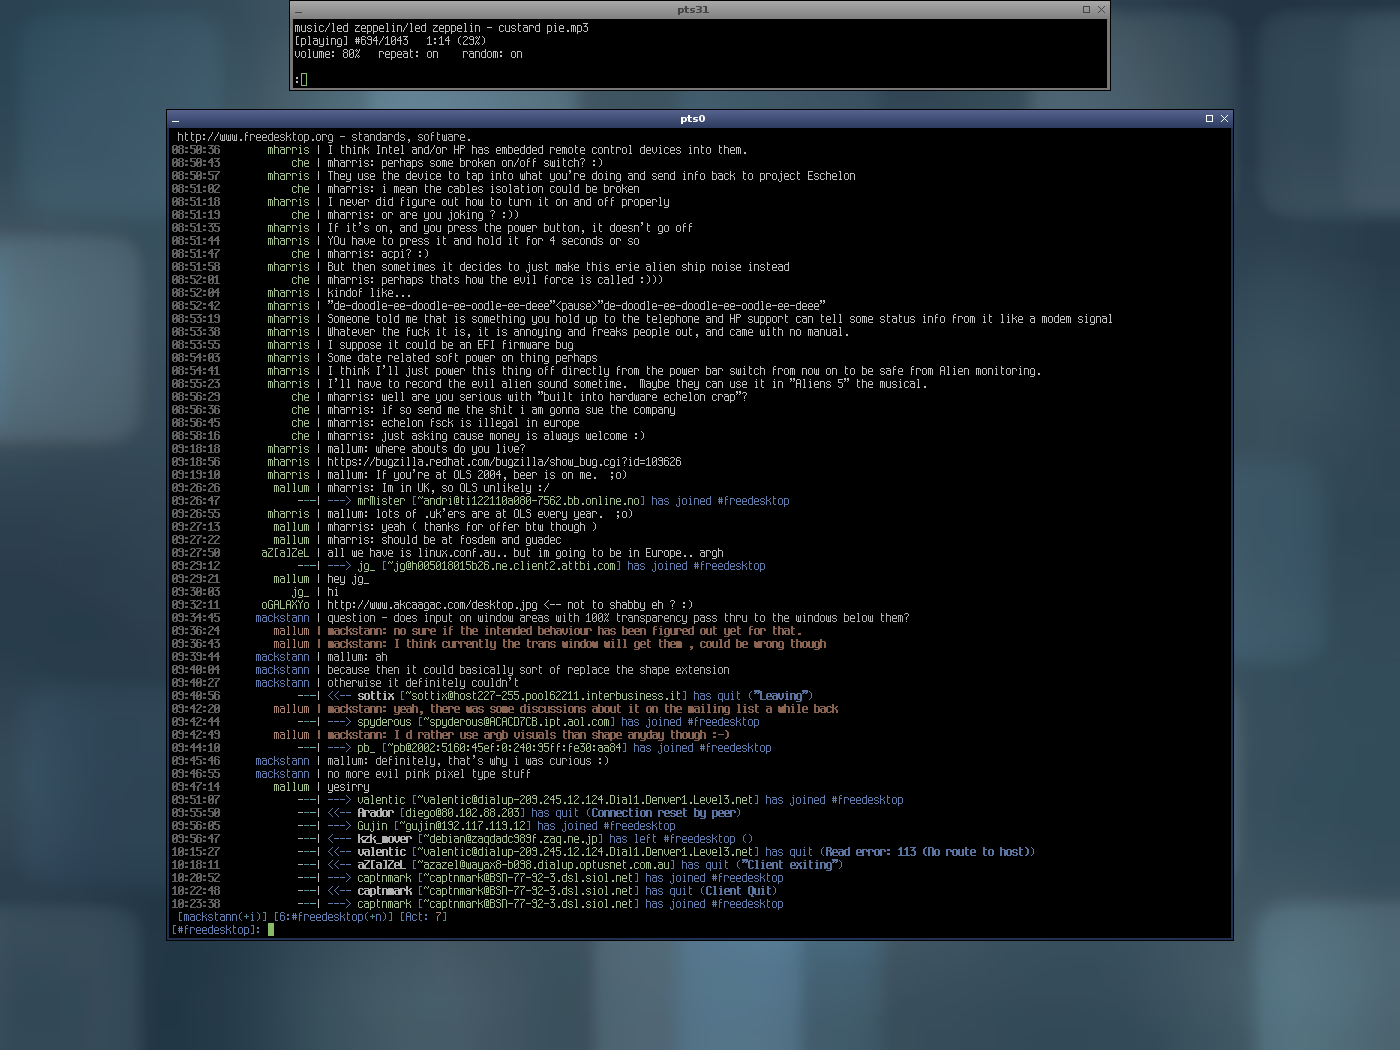 pts31
music/led zeppelin/led zeppelin - custard pie.mp3
[playing] #694/1043   1:14 (29%)
volume: 80%   repeat: on    random: on
:
pts0
http://www.freedesktop.org - standards, software.
08:50:36 mharris | I think Intel and/or HP has embedded remote control devices into them.
08:50:43 che | mharris: perhaps some broken on/off switch? :)
08:50:57 mharris | They use the device to tap into what you're doing and send info back to project Eschelon
08:51:02 che | mharris: i mean the cables isolation could be broken
08:51:18 mharris | I never did figure out how to turn it on and off properly
08:51:19 che | mharris: or are you joking ? :))
08:51:35 mharris | If it's on, and you press the power button, it doesn't go off
08:51:44 mharris | YOu have to press it and hold it for 4 seconds or so
08:51:47 che | mharris: acpi? :)
08:51:58 mharris | But then sometimes it decides to just make this erie alien ship noise instead
08:52:01 che | mharris: perhaps thats how the evil force is called :)))
08:52:04 mharris | kindof like...
08:52:42 mharris | "de-doodle-ee-doodle-ee-oodle-ee-deee"<pause>"de-doodle-ee-doodle-ee-oodle-ee-deee"
08:53:19 mharris | Someone told me that is something you hold up to the telephone and HP support can tell some status info from it like a modem signal
08:53:38 mharris | Whatever the fuck it is, it is annoying and freaks people out, and came with no manual.
08:53:55 mharris | I suppose it could be an EFI firmware bug
08:54:03 mharris | Some date related soft power on thing perhaps
08:54:41 mharris | I think I'll just power this thing off directly from the power bar switch from now on to be safe from Alien monitoring.
08:55:23 mharris | I'll have to record the evil alien sound sometime.  Maybe they can use it in "Aliens 5" the musical.
08:56:29 che | mharris: well are you serious with "built into hardware echelon crap"?
08:56:36 che | mharris: if so send me the shit i am gonna sue the company
08:56:45 che | mharris: echelon fsck is illegal in europe
08:58:16 che | mharris: just asking cause money is always welcome :)
09:18:18 mharris | mallum: where abouts do you live?
09:18:56 mharris | https://bugzilla.redhat.com/bugzilla/show_bug.cgi?id=109626
09:19:10 mharris | mallum: If you're at OLS 2004, beer is on me.  ;o)
09:26:26 mallum | mharris: Im in UK, so OLS unlikely :/
09:26:47 ---| ---> mrMister [~andri@ti122110a080-7562.bb.online.no] has joined #freedesktop
09:26:55 mharris | mallum: lots of .uk'ers are at OLS every year.  ;o)
09:27:13 mallum | mharris: yeah ( thanks for offer btw though )
09:27:22 mallum | mharris: should be at fosdem and guadec
09:27:50 aZ[a]ZeL | all we have is linux.conf.au.. but im going to be in Europe.. argh
09:29:12 ---| ---> jg_ [~jg@h005018015b26.ne.client2.attbi.com] has joined #freedesktop
09:29:21 mallum | hey jg_
09:30:03 jg_ | hi
09:32:11 oGALAXYo | http://www.akcaagac.com/desktop.jpg <-- not to shabby eh ? :)
09:34:45 mackstann | question - does input on window areas with 100% transparency pass thru to the windows below them?
09:36:24 mallum | mackstann: no sure if the intended behaviour has been figured out yet for that.
09:36:43 mallum | mackstann: I think currently the trans window will get them , could be wrong though
09:39:44 mackstann | mallum: ah
09:40:04 mackstann | because then it could basically sort of replace the shape extension
09:40:27 mackstann | otherwise it definitely couldn't
09:40:56 ---| <<-- sottix [~sottix@host227-255.pool62211.interbusiness.it] has quit ("Leaving")
09:42:20 mallum | mackstann: yeah, there was some discussions about it on the mailing list a while back
09:42:44 ---| ---> spyderous [~spyderous@ACACD7CB.ipt.aol.com] has joined #freedesktop
09:42:49 mallum | mackstann: I d rather use argb visuals than shape anyday though :-)
09:44:10 ---| ---> pb_ [~pb@2002:5160:45ef:0:240:95ff:fe30:aa84] has joined #freedesktop
09:45:46 mackstann | mallum: definitely, that's why i was curious :)
09:46:55 mackstann | no more evil pink pixel type stuff
09:47:14 mallum | yesirry
09:51:07 ---| ---> valentic [~valentic@dialup-209.245.12.124.Dial1.Denver1.Level3.net] has joined #freedesktop
09:55:50 ---| <<-- Arador [diego@80.102.88.203] has quit (Connection reset by peer)
09:56:05 ---| ---> Gujin [~gujin@192.117.119.12] has joined #freedesktop
09:56:47 ---| <--- kzk_mover [~debian@zaqdadc989f.zaq.ne.jp] has left #freedesktop ()
10:15:27 ---| <<-- valentic [~valentic@dialup-209.245.12.124.Dial1.Denver1.Level3.net] has quit (Read error: 113 (No route to host))
10:18:11 ---| <<-- aZ[a]ZeL [~azazel@wayax8-b098.dialup.optusnet.com.au] has quit ("Client exiting")
10:20:52 ---| ---> captnmark [~captnmark@BSN-77-92-3.dsl.siol.net] has joined #freedesktop
10:22:48 ---| <<-- captnmark [~captnmark@BSN-77-92-3.dsl.siol.net] has quit (Client Quit)
10:23:38 ---| ---> captnmark [~captnmark@BSN-77-92-3.dsl.siol.net] has joined #freedesktop
[mackstann(+i)] [6:#freedesktop(+n)] [Act: 7]
[#freedesktop]: